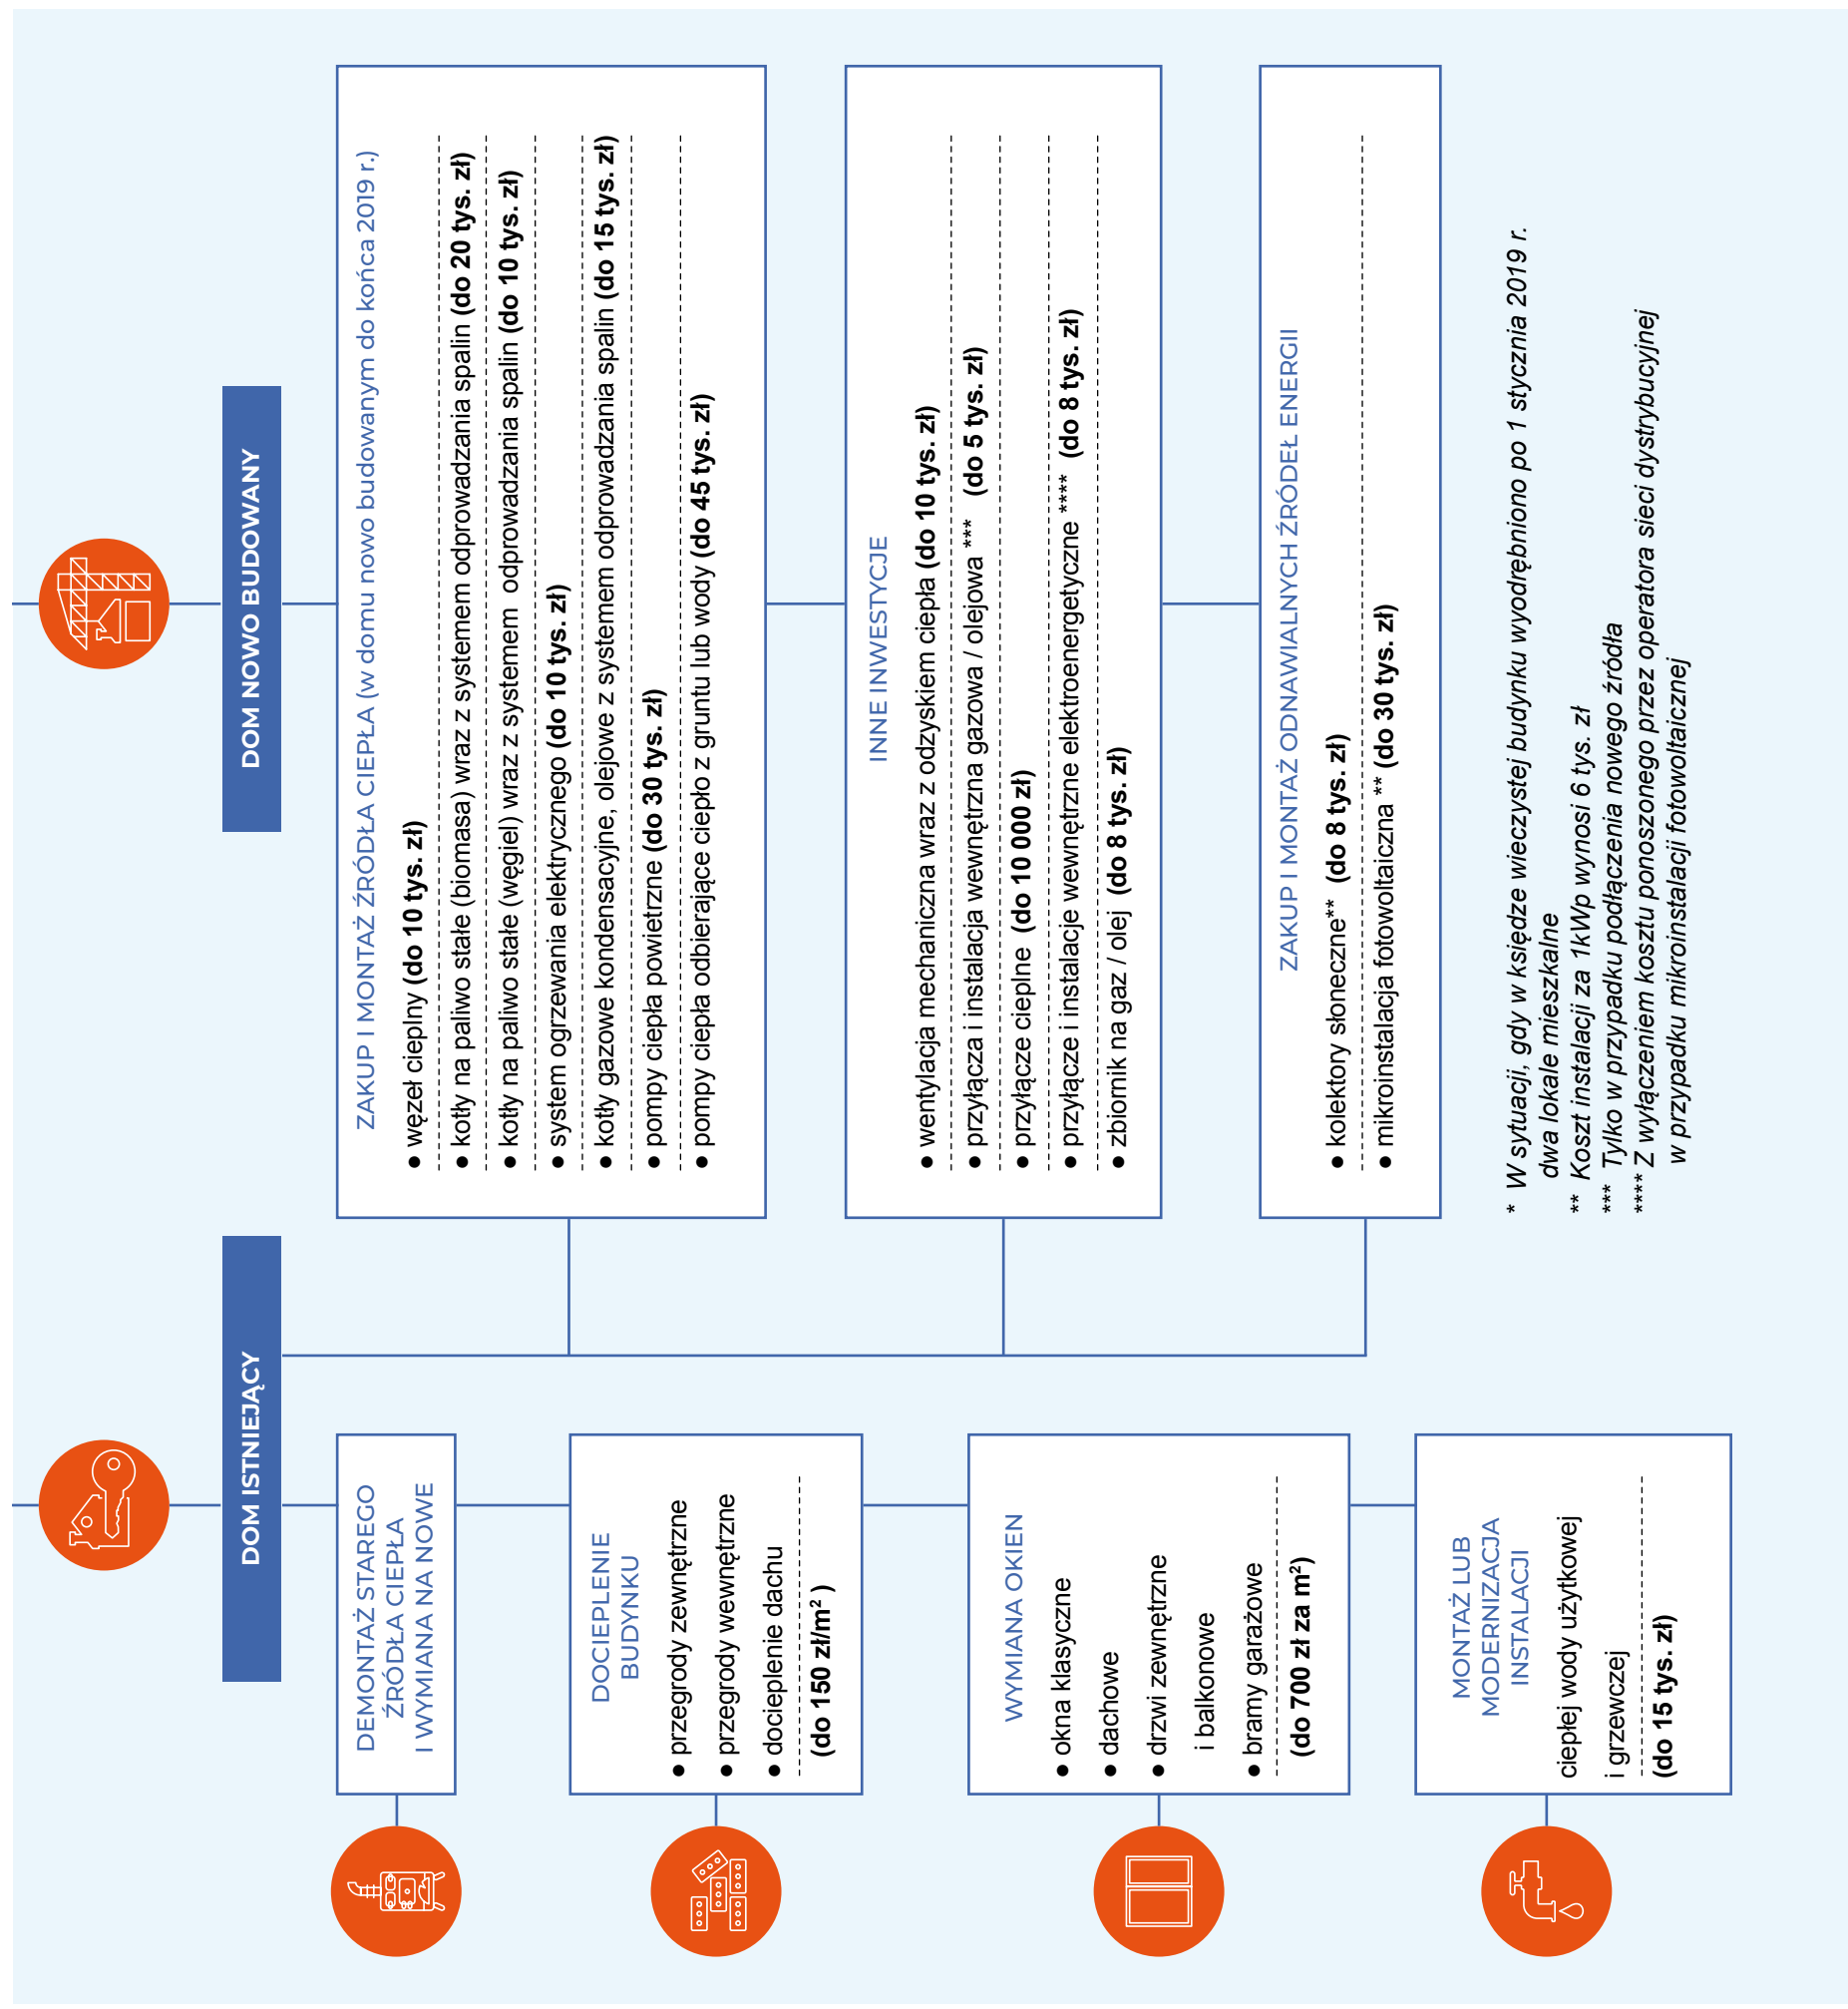 DOM ISTNIEJĄCY
DEMONTAŻ STAREGO
ŹRÓDŁA CIEPŁA
I WYMIANA NA NOWE
DOCIEPLENIE
BUDYNKU
● przegrody zewnętrzne
● przegrody wewnętrzne
● docieplenie dachu
(do 150 zł/m² )
WYMIANA OKIEN
● okna klasyczne
● dachowe
● drzwi zewnętrzne
i balkonowe
● bramy garażowe
(do 700 zł za m²)
MONTAŻ LUB
MODERNIZACJA
INSTALACJI
ciepłej wody użytkowej
i grzewczej
(do 15 tys. zł)
DOM NOWO BUDOWANY
ZAKUP I MONTAŻ ŹRÓDŁA CIEPŁA (w domu nowo budowanym do końca 2019 r.)
● węzeł cieplny (do 10 tys. zł)
● kotły na paliwo stałe (biomasa) wraz z systemem odprowadzania spalin (do 20 tys. zł)
● kotły na paliwo stałe (węgiel) wraz z systemem odprowadzania spalin (do 10 tys. zł)
● system ogrzewania elektrycznego (do 10 tys. zł)
● kotły gazowe kondensacyjne, olejowe z systemem odprowadzania spalin (do 15 tys. zł)
● pompy ciepła powietrzne (do 30 tys. zł)
● pompy ciepła odbierające ciepło z gruntu lub wody (do 45 tys. zł)
INNE INWESTYCJE
● wentylacja mechaniczna wraz z odzyskiem ciepła (do 10 tys. zł)
● przyłącza i instalacja wewnętrzna gazowa / olejowa *** (do 5 tys. zł)
● przyłącze cieplne (do 10 000 zł)
● przyłącze i instalacje wewnętrzne elektroenergetyczne **** (do 8 tys. zł)
● zbiornik na gaz / olej (do 8 tys. zł)
ZAKUP I MONTAŻ ODNAWIALNYCH ŹRÓDEŁ ENERGII
● kolektory słoneczne** (do 8 tys. zł)
● mikroinstalacja fotowoltaiczna ** (do 30 tys. zł)
* W sytuacji, gdy w księdze wieczystej budynku wyodrębniono po 1 stycznia 2019 r.
dwa lokale mieszkalne
** Koszt instalacji za 1kWp wynosi 6 tys. zł
*** Tylko w przypadku podłączenia nowego źródła
**** Z wyłączeniem kosztu ponoszonego przez operatora sieci dystrybucyjnej
w przypadku mikroinstalacji fotowoltaicznej